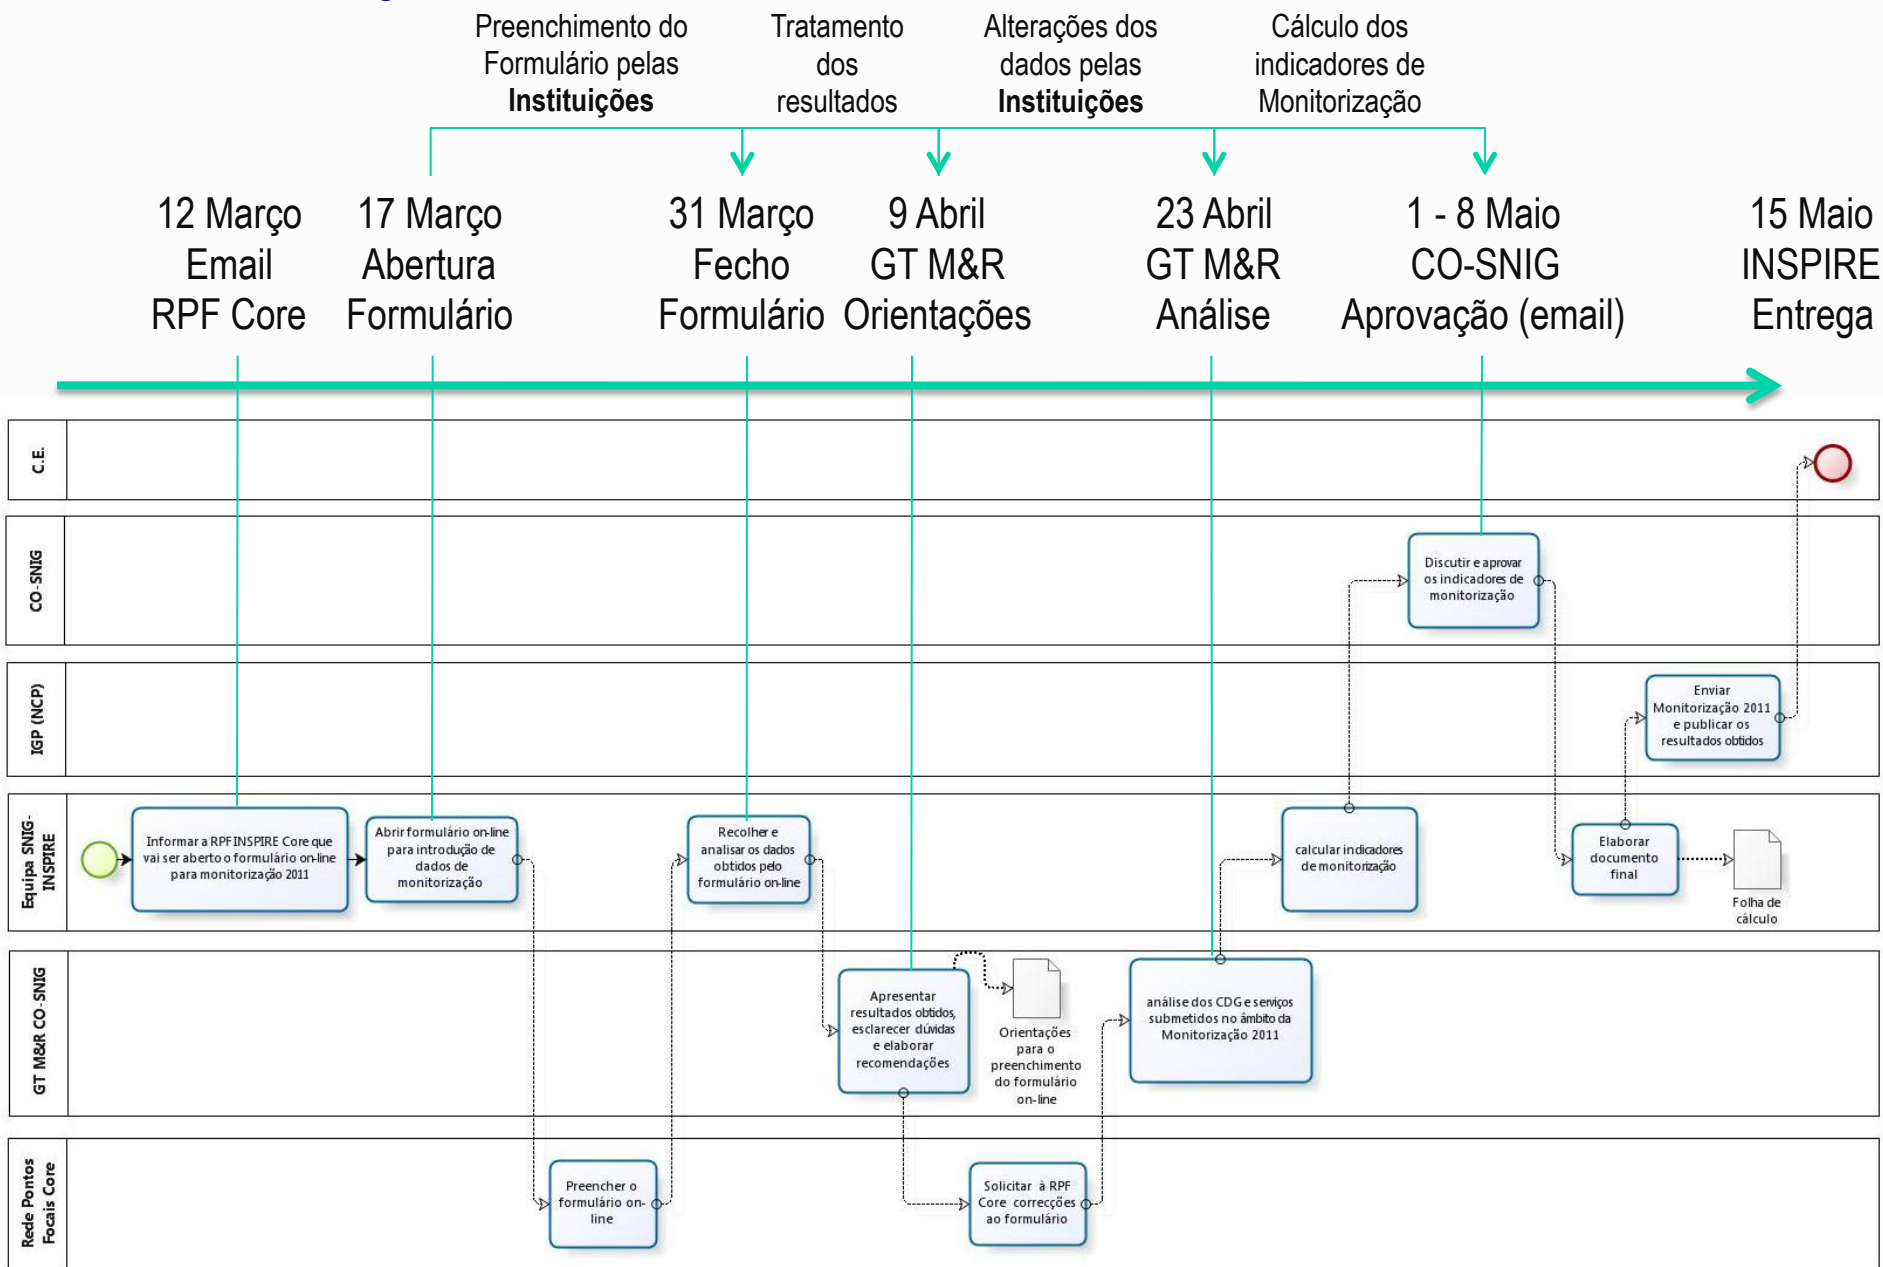 Preenchimento do
Formulário pelas
Instituições
Tratamento
dos
resultados
Alterações dos
dados pelas
Instituições
Cálculo dos
indicadores de
Monitorização
12 Março
Email
RPF Core
17 Março
Abertura
Formulário
31 Março
Fecho
Formulário
9 Abril
GT M&R
Orientações
23 Abril
GT M&R
Análise
1 - 8 Maio
CO-SNIG
Aprovação (email)
15 Maio
INSPIRE
Entrega
C.E.
CO-SNIG
Discutir e aprovar
os indicadores de
monitorização
IGP (NCP)
Enviar
Monitorização 2011
e publicar os
resultados obtidos
Equipa SNIG-
INSPIRE
Informar a RPF INSPIRE Core que
vai ser aberto o formulário on-line
para monitorização 2011
Abrir formulário on-line
para introdução de
dados de
monitorização
Recolher e
analisar os dados
obtidos pelo
formulário on-line
calcular indicadores
de monitorização
Elaborar
documento
final
Folha de
cálculo
GT M&R CO-SNIG
Apresentar
resultados obtidos,
esclarecer dúvidas
e elaborar
recomendações
Orientações
para o
preenchimento
do formulário
on-line
análise dos CDG e serviços
submetidos no âmbito da
Monitorização 2011
Rede Pontos
Focais Core
Preencher o
formulário on-
line
Solicitar à RPF
Core correcções
ao formulário